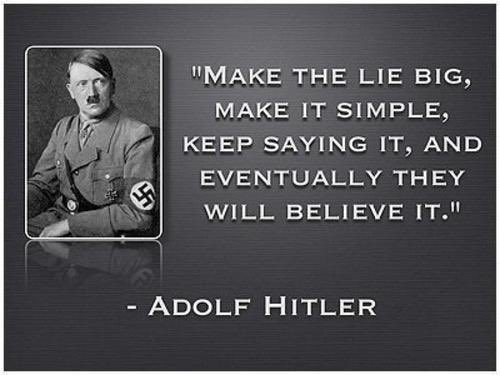 "MAKE THE LIE BIG,
MAKE IT SIMPLE,
KEEP SAYING IT, AND
EVENTUALLY THEY
WILL BELIEVE IT."
- ADOLF HITLER